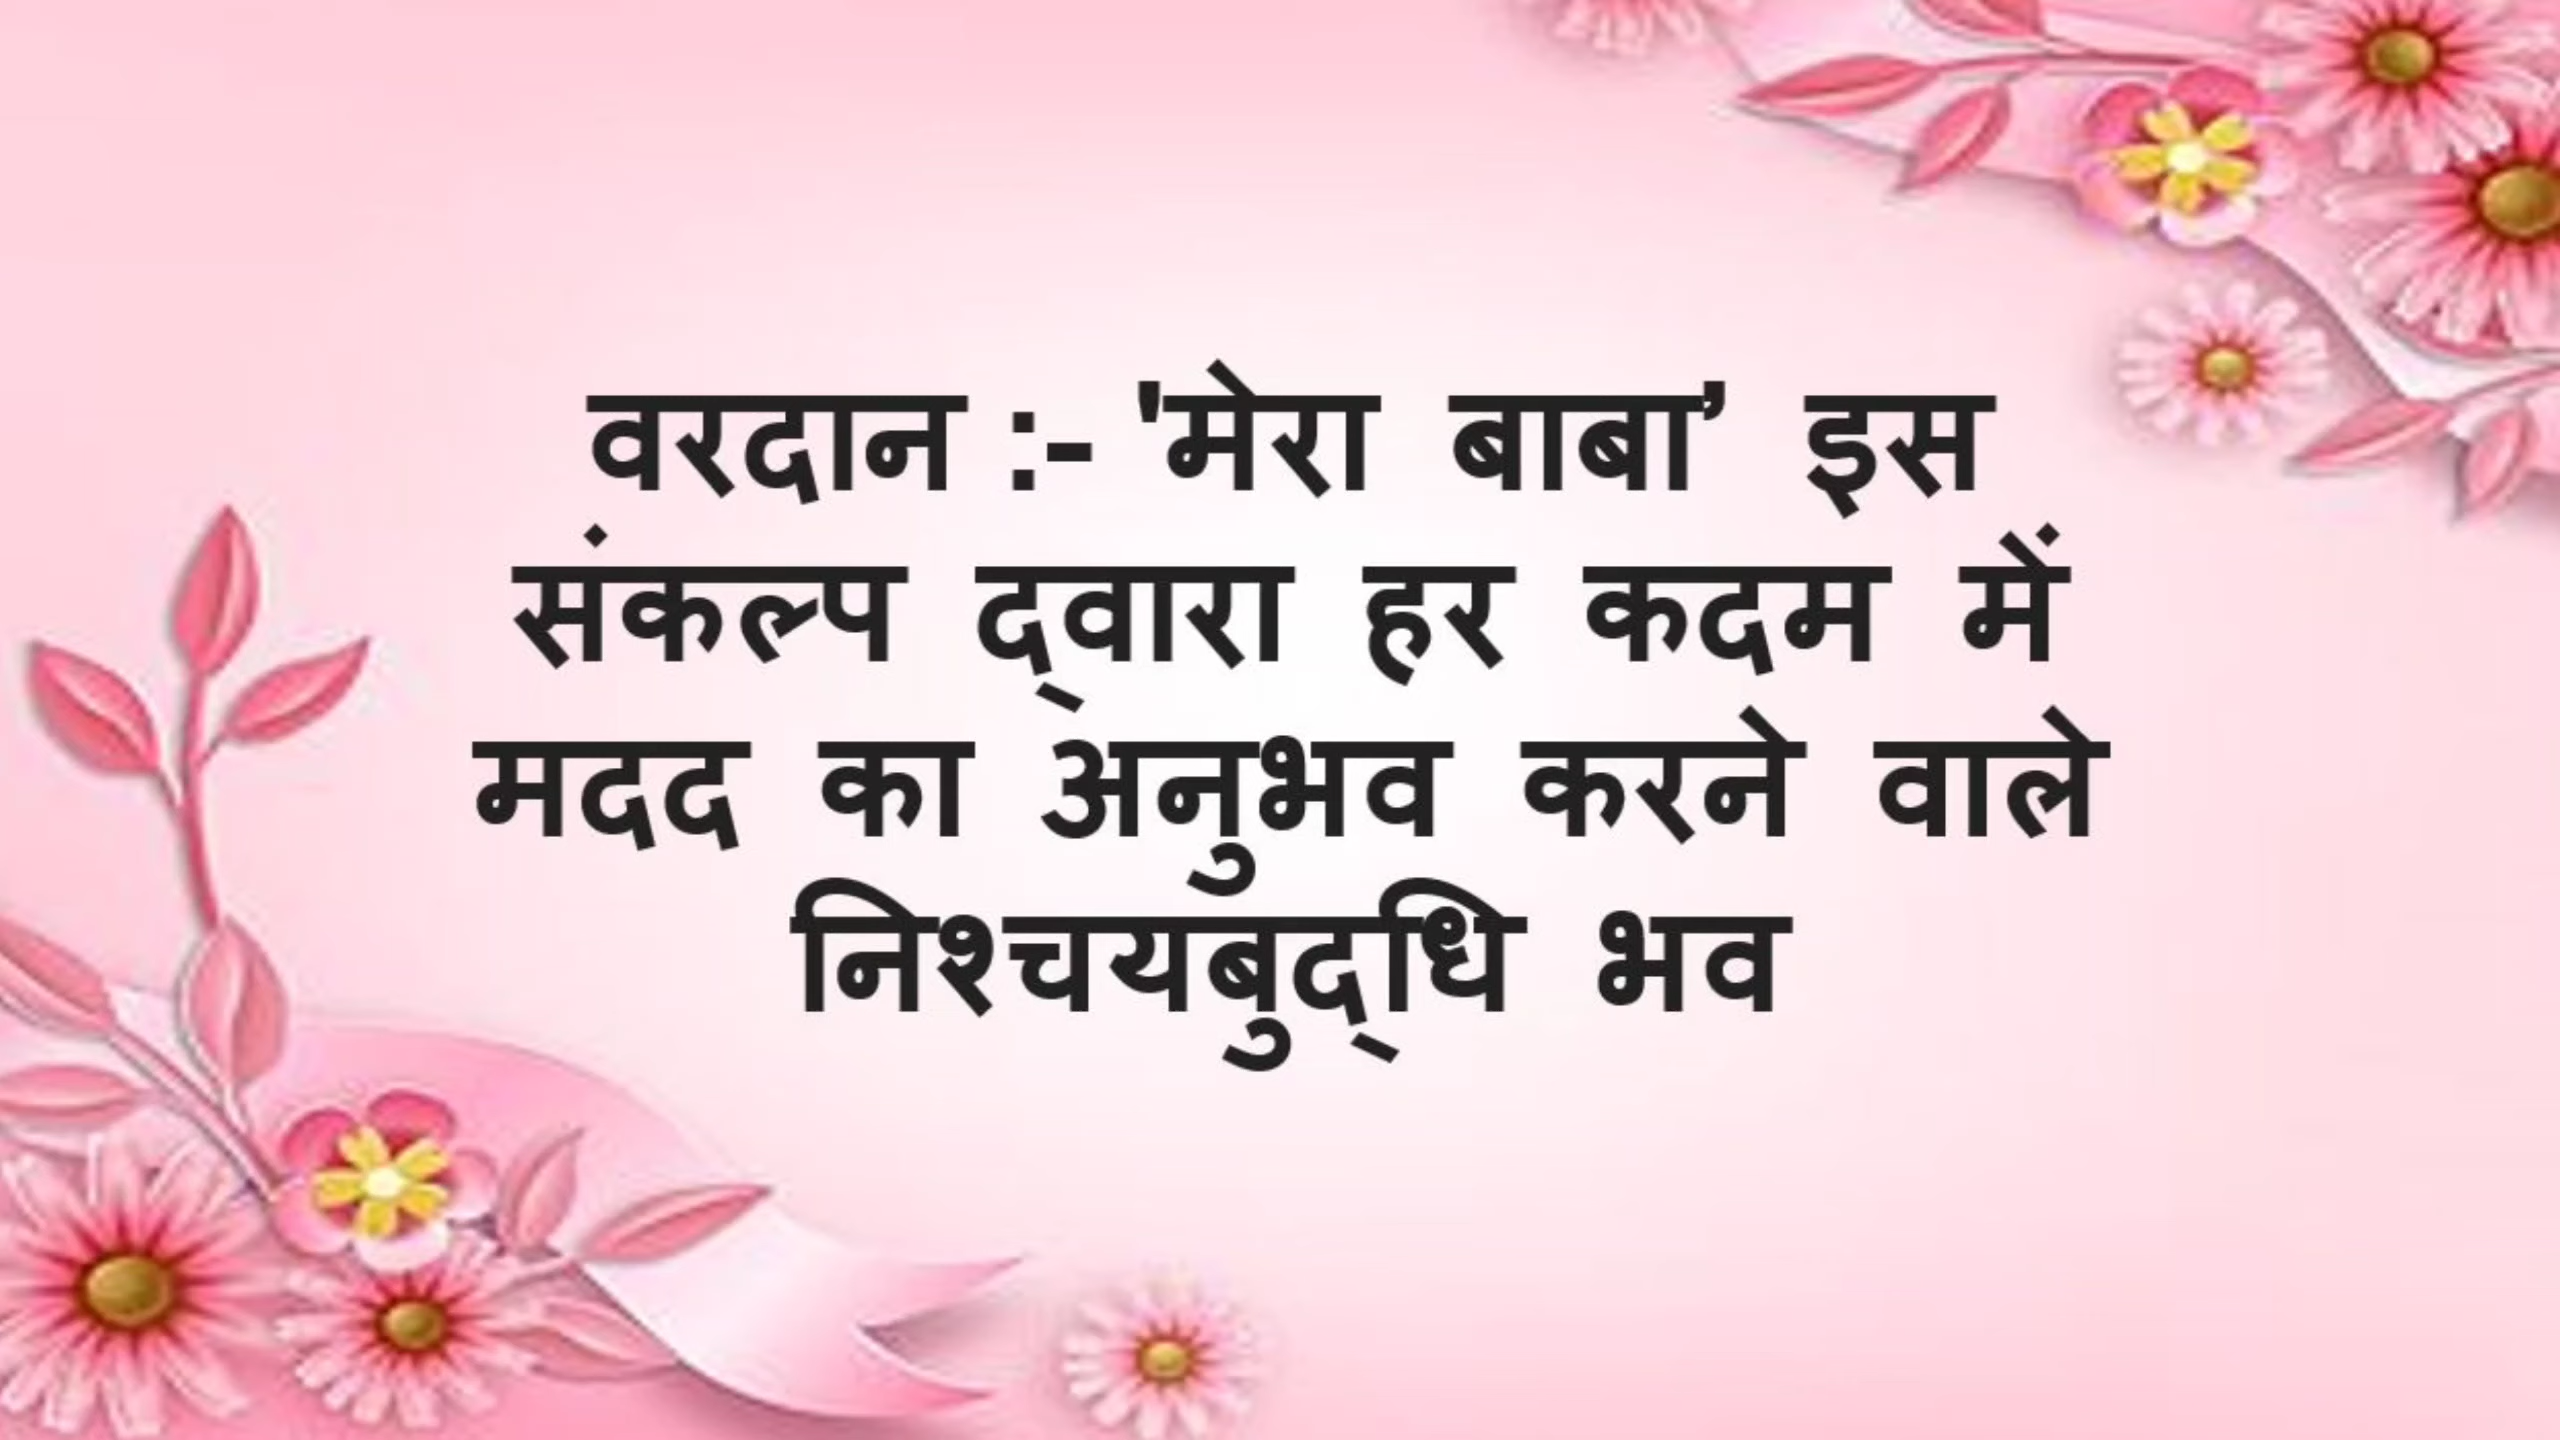 वरदान :- 'मेरा बाबा’ इस
संकल्प द्‌वारा हर कदम में
मदद का अनुभव करने वाले
निश्चयबुद्‌धि भव